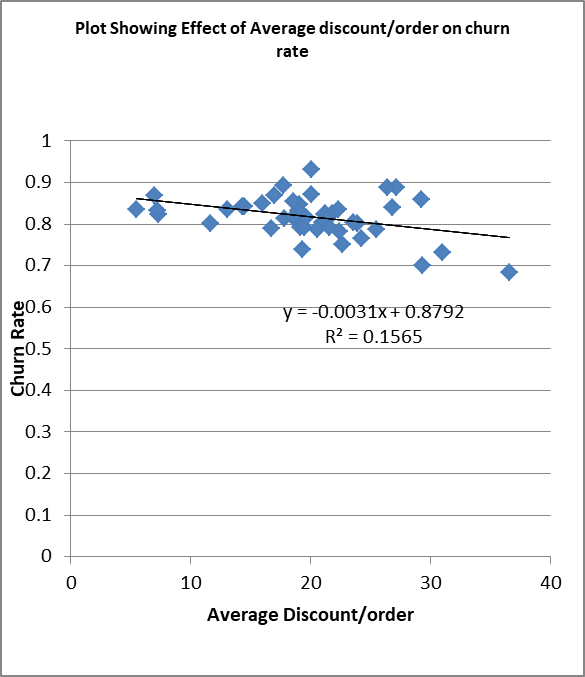 Plot Showing Effect of Average discount/order on churn
rate
1
0.9
0.8
0.7
0.6
0.5
0.4
0.3
0.2
0.1
0
Churn Rate
y = -0.0031x + 0.8792
R² = 0.1565
0 10 20 30 40
Average Discount/order